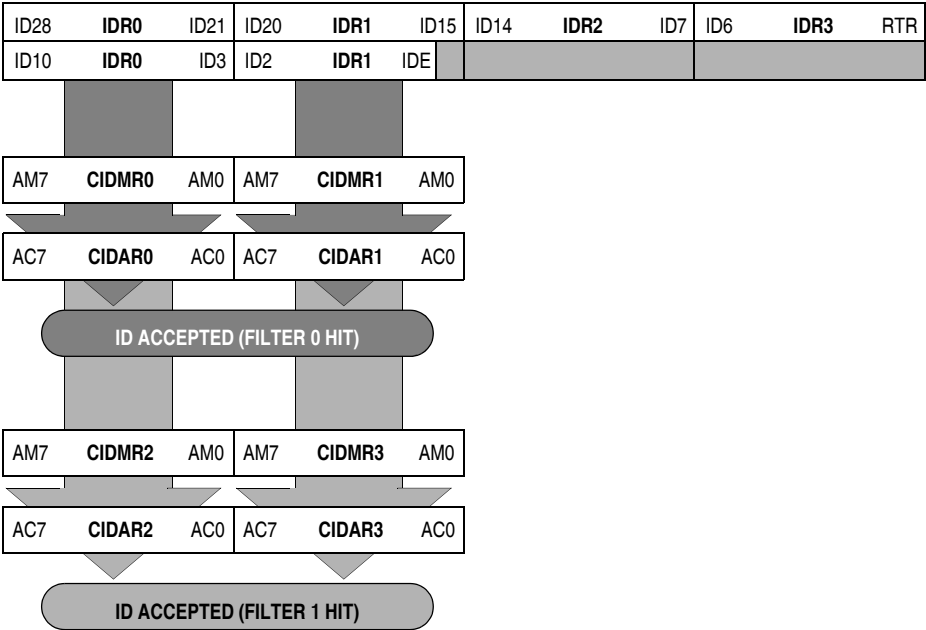 ID28 IDR0 ID21 ID20 IDR1 ID15 ID14 IDR2 ID7 ID6 IDR3 RTR
ID10 IDR0 ID3 ID2 IDR1 IDE
AM7 CIDMR0 AM0 AM7 CIDMR1 AM0
AC7 CIDAR0 AC0 AC7 CIDAR1 AC0
ID ACCEPTED (FILTER 0 HIT)
AM7 CIDMR2 AM0 AM7 CIDMR3 AM0
AC7 CIDAR2 AC0 AC7 CIDAR3 AC0
ID ACCEPTED (FILTER 1 HIT)